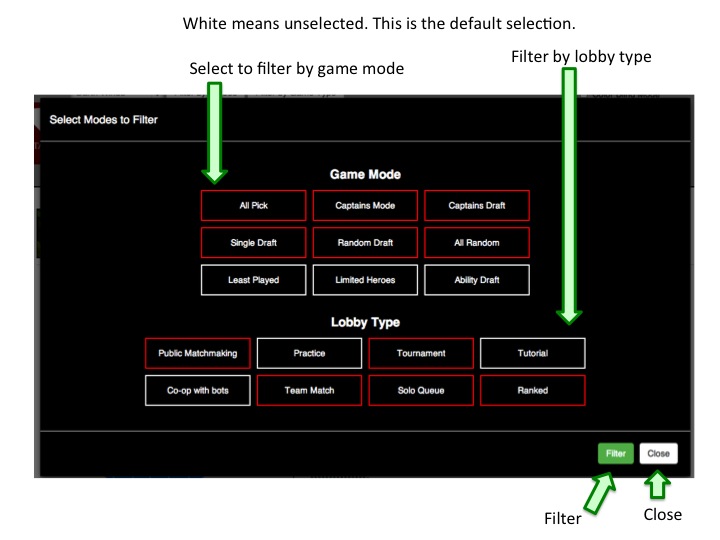 White means unselected. This is the default selection.
Select to filter by game mode
Filter by lobby type
Select Modes to Filter
Game Mode
All Pick
Captains Mode
Captains Draft
Single Draft
Random Draft
All Random
Least Played
Limited Heroes
Ability Draft
Lobby Type
Public Matchmaking
Practice
Tournament
Tutorial
Co-op with bots
Team Match
Solo Queue
Ranked
Filter
Close
Filter
Close